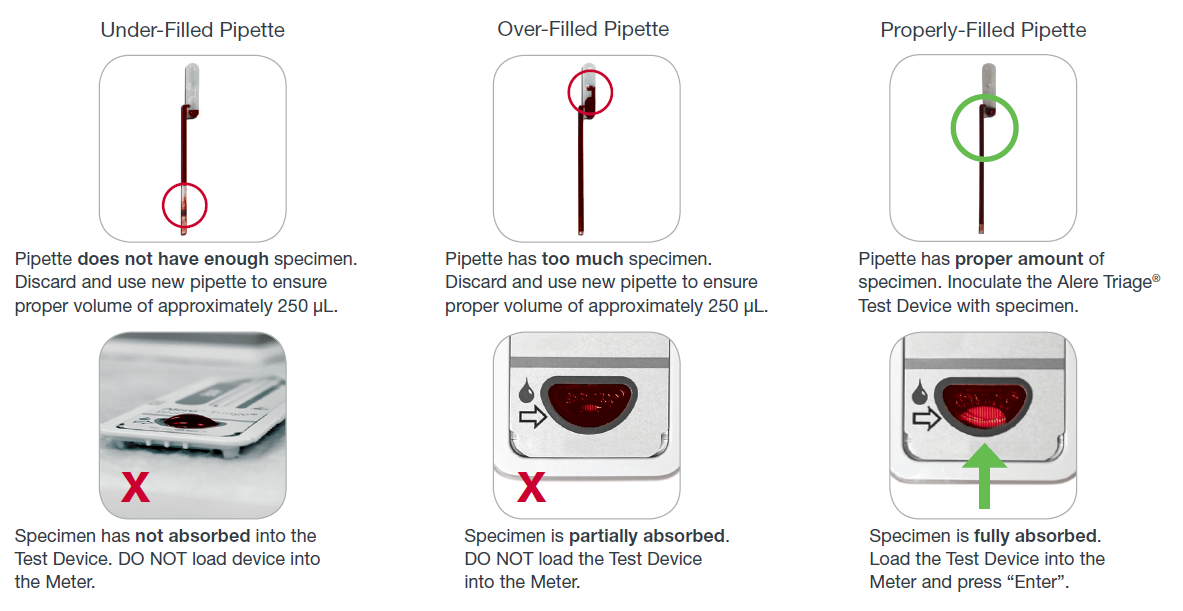 Under-Filled Pipette
Over-Filled Pipette
Properly-Filled Pipette
Pipette does not have enough specimen.
Discard and use new pipette to ensure
proper volume of approximately 250 µL.
Pipette has too much specimen.
Discard and use new pipette to ensure
proper volume of approximately 250 µL.
Pipette has proper amount of
specimen. Inoculate the Alere Triage®
Test Device with specimen.
X
X
Specimen has not absorbed into the
Test Device. DO NOT load device into
the Meter.
Specimen is partially absorbed.
DO NOT load the Test Device
into the Meter.
Specimen is fully absorbed.
Load the Test Device into the
Meter and press “Enter”.